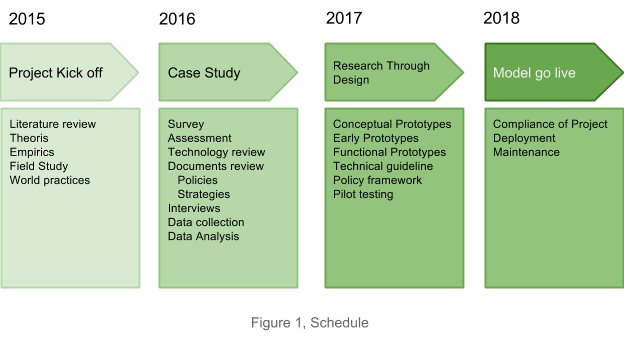 2015
2016
2017
2018
Project Kick off
Case Study
Research Through
Design
Model go live
Literature review
Theoris
Empirics
Field Study
World practices
Survey
Assessment
Technology review
Documents review
Policies
Strategies
Interviews
Data collection
Data Analysis
Conceptual Prototypes
Early Prototypes
Functional Prototypes
Technical guideline
Policy framework
Pilot testing
Compliance of Project
Deployment
Maintenance
Figure 1, Schedule